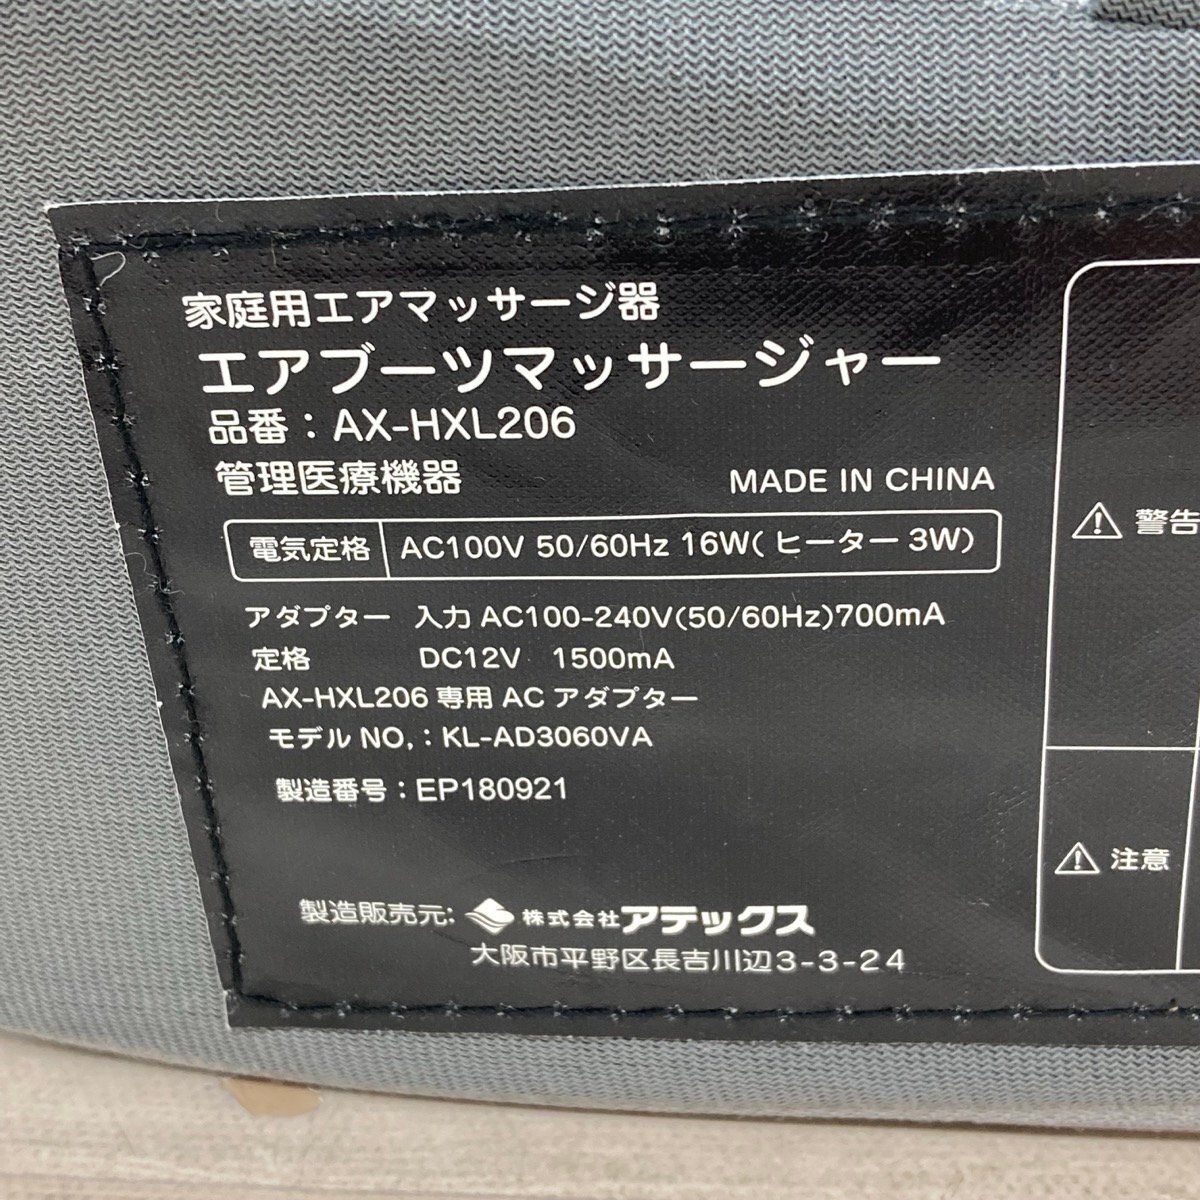 家庭用エアマッサージ器
エアブーツマッサージャー
品番：AX-HXL206
管理医療機器 MADE IN CHINA
電気定格 AC100V 50/60Hz 16W(ヒーター3W)
アダプター 入力 AC100-240V(50/60Hz)700mA
定格 DC12V 1500mA
AX-HXL206 専用 AC アダプター
モデル NO,：KL-AD3060VA
製造番号：EP180921
製造販売元: 株式会社アテックス
大阪市平野区長吉川辺3-3-24
警告
注意